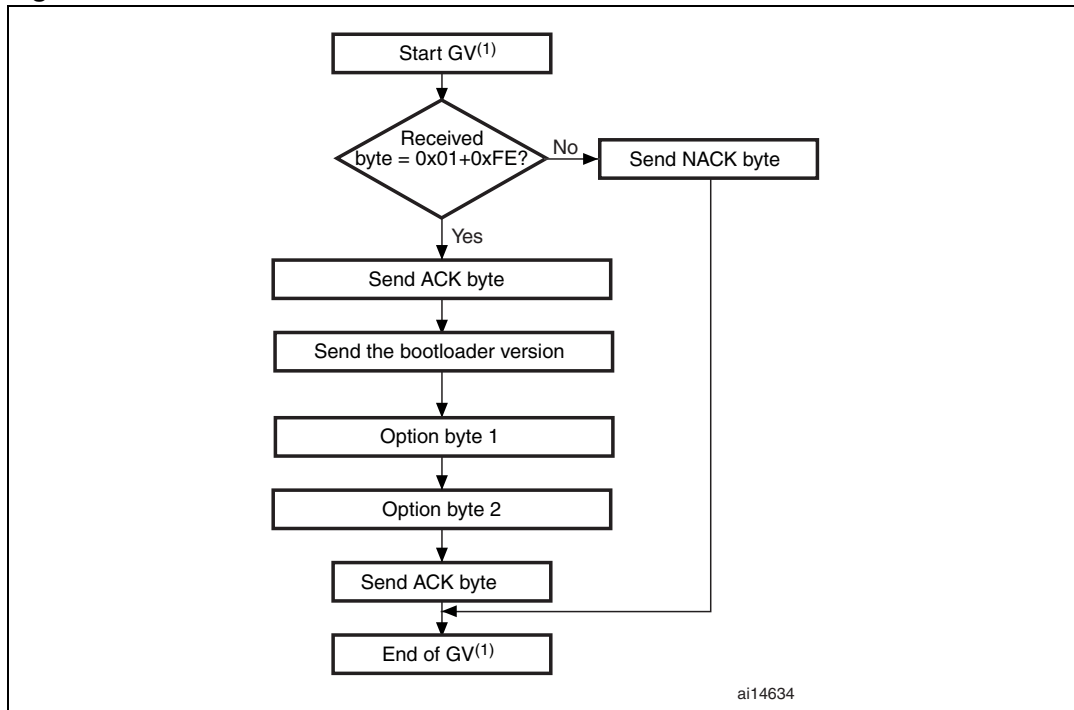 Start GV(1)
Received
byte = 0x01+0xFE?
No
Send NACK byte
Yes
Send ACK byte
Send the bootloader version
Option byte 1
Option byte 2
Send ACK byte
End of GV(1)
ai14634